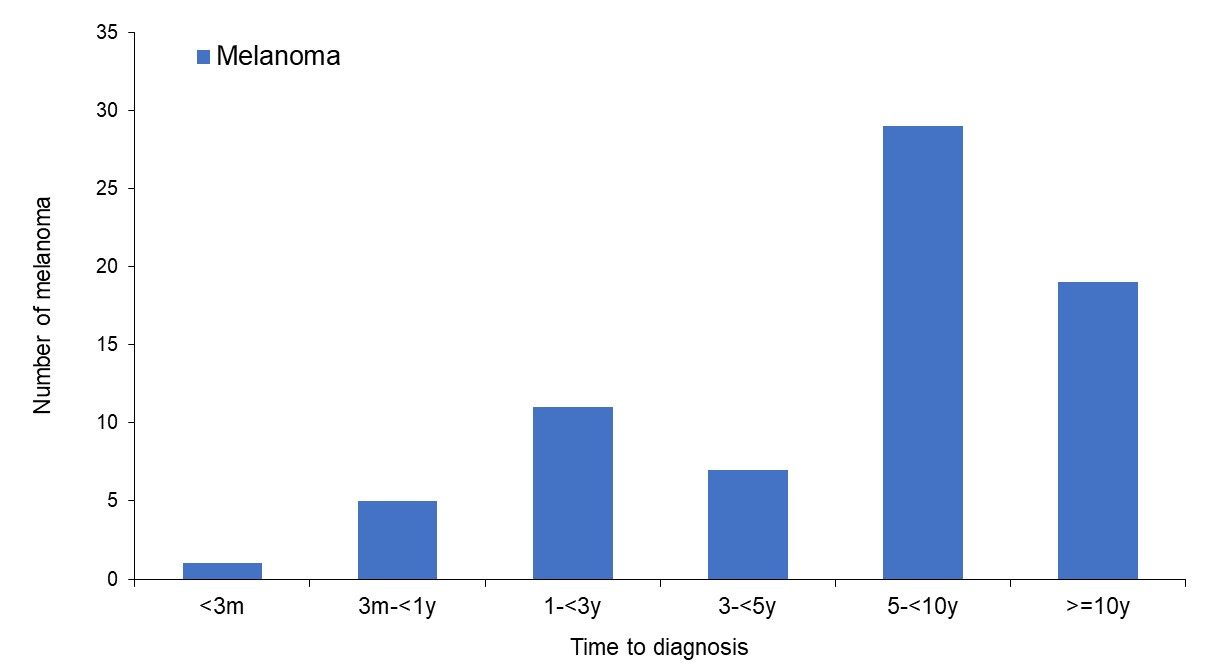 Melanoma
35
30
25
20
15
10
5
0
Number of melanoma
<3m
3m-<1y
1-<3y
3-<5y
5-<10y
>=10y
Time to diagnosis